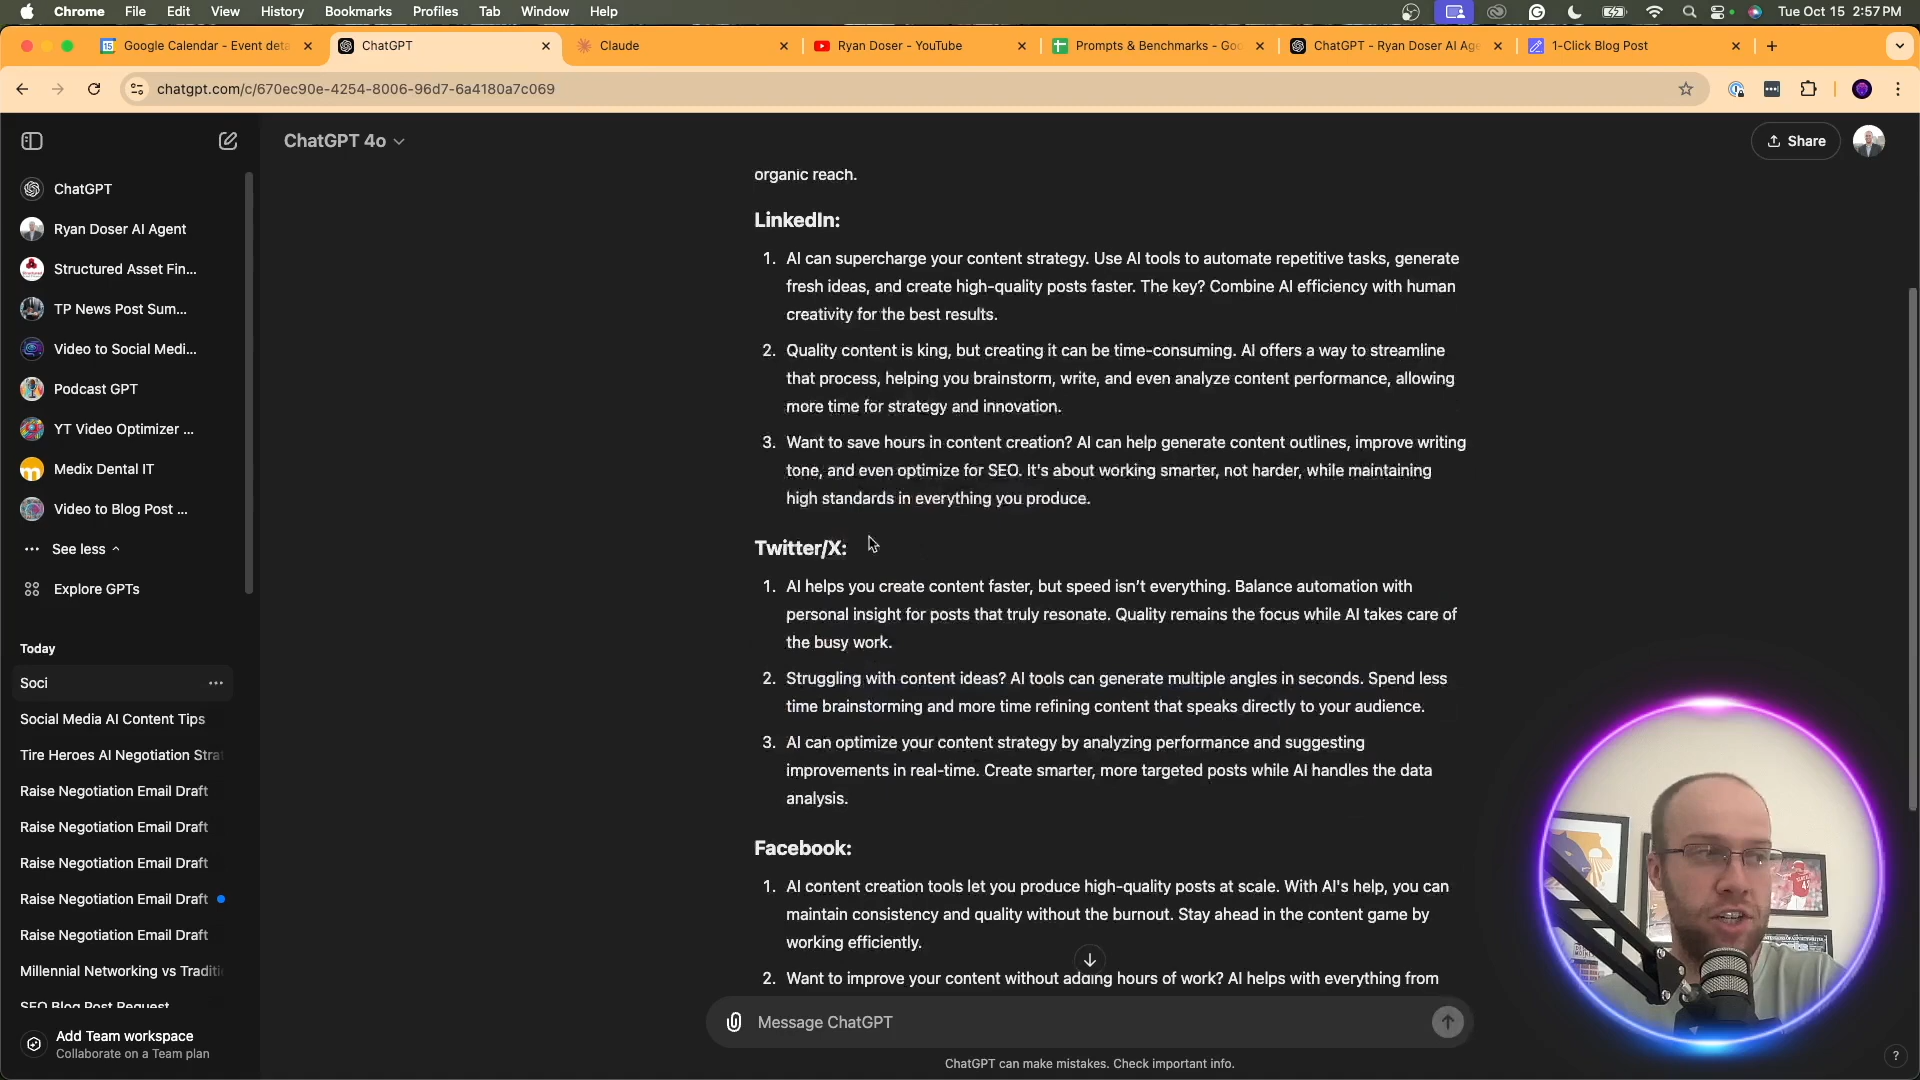 Chrome File Edit View History Bookmarks Profiles Tab Window Help
Tue Oct 15 2:57 PM
Google Calendar - Event deta
ChatGPT
Claude
Ryan Doser - YouTube
Prompts & Benchmarks - Goo
ChatGPT - Ryan Doser AI Age
1-Click Blog Post
chatgpt.com/c/670ec90e-4254-8006-96d7-6a4180a7c069
ChatGPT 4o
Share
ChatGPT
Ryan Doser AI Agent
Structured Asset Fin...
TP News Post Sum...
Video to Social Medi...
Podcast GPT
YT Video Optimizer ...
Medix Dental IT
Video to Blog Post ...
See less
Explore GPTs
Today
Soci
Social Media AI Content Tips
Tire Heroes AI Negotiation Strat
Raise Negotiation Email Draft
Raise Negotiation Email Draft
Raise Negotiation Email Draft
Raise Negotiation Email Draft
Raise Negotiation Email Draft
Millennial Networking vs Traditi
SEO Blog Post Request
Add Team workspace
Collaborate on a Team plan
organic reach.
LinkedIn:
1. AI can supercharge your content strategy. Use AI tools to automate repetitive tasks, generate
fresh ideas, and create high-quality posts faster. The key? Combine AI efficiency with human
creativity for the best results.
2. Quality content is king, but creating it can be time-consuming. AI offers a way to streamline
that process, helping you brainstorm, write, and even analyze content performance, allowing
more time for strategy and innovation.
3. Want to save hours in content creation? AI can help generate content outlines, improve writing
tone, and even optimize for SEO. It's about working smarter, not harder, while maintaining
high standards in everything you produce.
Twitter/X:
1. AI helps you create content faster, but speed isn’t everything. Balance automation with
personal insight for posts that truly resonate. Quality remains the focus while AI takes care of
the busy work.
2. Struggling with content ideas? AI tools can generate multiple angles in seconds. Spend less
time brainstorming and more time refining content that speaks directly to your audience.
3. AI can optimize your content strategy by analyzing performance and suggesting
improvements in real-time. Create smarter, more targeted posts while AI handles the data
analysis.
Facebook:
1. AI content creation tools let you produce high-quality posts at scale. With AI's help, you can
maintain consistency and quality without the burnout. Stay ahead in the content game by
working efficiently.
2. Want to improve your content without adding hours of work? AI helps with everything from
Message ChatGPT
ChatGPT can make mistakes. Check important info.
?